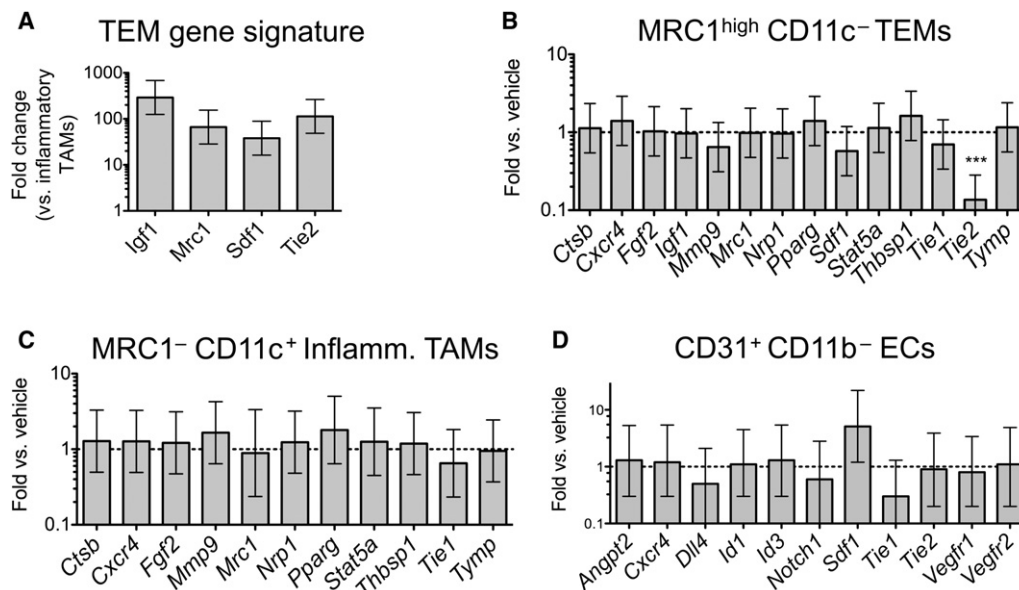 A
TEM gene signature
Fold change
(vs. inflammatory
TAMs)
1000
100
10
1
Igf1
Mrc1
Sdf1
Tie2
B
MRC1high CD11c– TEMs
Fold vs. vehicle
10
1
0.1
***
Ctsb
Cxcr4
Fgf2
Igf1
Mmp9
Mrc1
Nrp1
Pparg
Sdf1
Stat5a
Thbsp1
Tie1
Tie2
Tymp
C
MRC1– CD11c+ Inflamm. TAMs
Fold vs. vehicle
10
1
0.1
Ctsb
Cxcr4
Fgf2
Mmp9
Mrc1
Nrp1
Pparg
Stat5a
Thbsp1
Tie1
Tymp
D
CD31+ CD11b– ECs
Fold vs. vehicle
10
1
0.1
Angpt2
Cxcr4
Dll4
Id1
Id3
Notch1
Sdf1
Tie1
Tie2
Vegfr1
Vegfr2